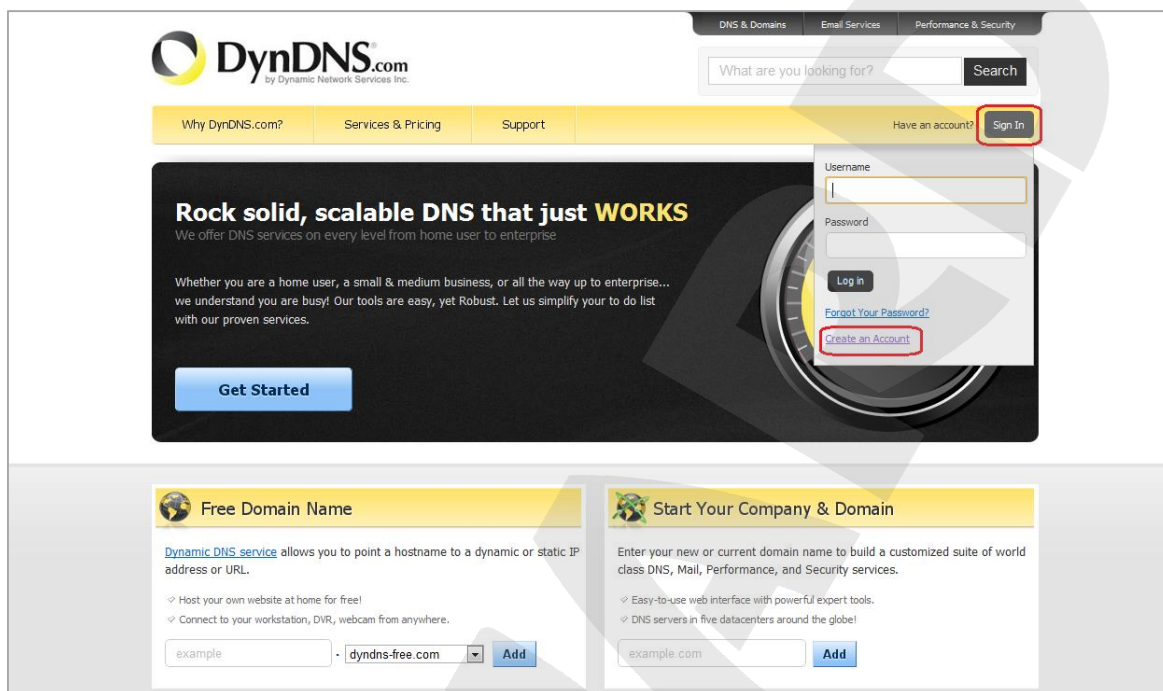 DNS & Domains Email Services Performance & Security
DynDNS.com
by Dynamic Network Services Inc.
What are you looking for? Search
Why DynDNS.com? Services & Pricing Support Have an account? Sign In
Username
Password
Log in
Forgot Your Password?
Create an Account
Rock solid, scalable DNS that just WORKS
We offer DNS services on every level from home user to enterprise
Whether you are a home user, a small & medium business, or all the way up to enterprise...
we understand you are busy! Our tools are easy, yet Robust. Let us simplify your to do list
with our proven services.
Get Started
Free Domain Name
Dynamic DNS service allows you to point a hostname to a dynamic or static IP
address or URL.
Host your own website at home for free!
Connect to your workstation, DVR, webcam from anywhere.
example . dyndns-free.com Add
Start Your Company & Domain
Enter your new or current domain name to build a customized suite of world
class DNS, Mail, Performance, and Security services.
Easy-to-use web interface with powerful expert tools.
DNS servers in five datacenters around the globe!
example.com Add